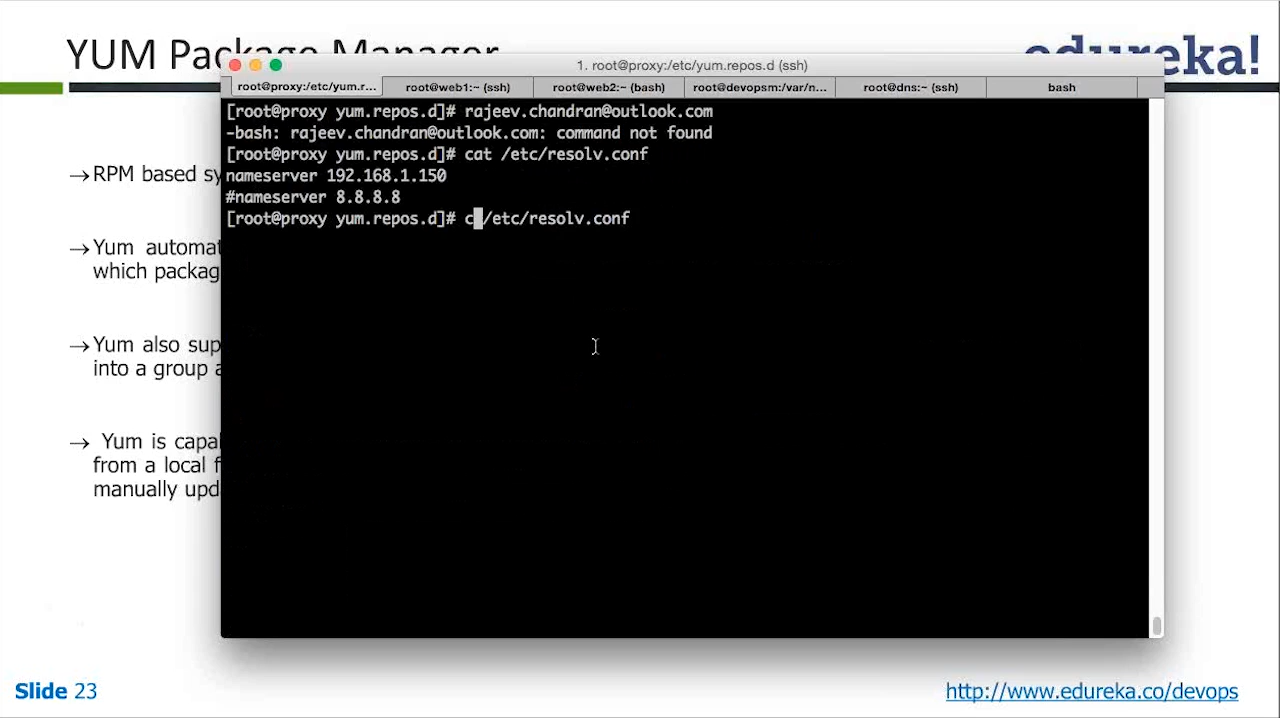 YUM Package Manager
edureka!
1. root@proxy:/etc/yum.repos.d (ssh)
root@proxy:/etc/yum.r... root@web1:~ (ssh) root@web2:~ (bash) root@devopsm:/var/n... root@dns:~ (ssh) bash
[root@proxy yum.repos.d]# rajeev.chandran@outlook.com
-bash: rajeev.chandran@outlook.com: command not found
[root@proxy yum.repos.d]# cat /etc/resolv.conf
nameserver 192.168.1.150
#nameserver 8.8.8.8
[root@proxy yum.repos.d]# c /etc/resolv.conf
→RPM based sy
→Yum automat
which packag
→Yum also sup
into a group a
→ Yum is capal
from a local f
manually upd
Slide 23
http://www.edureka.co/devops